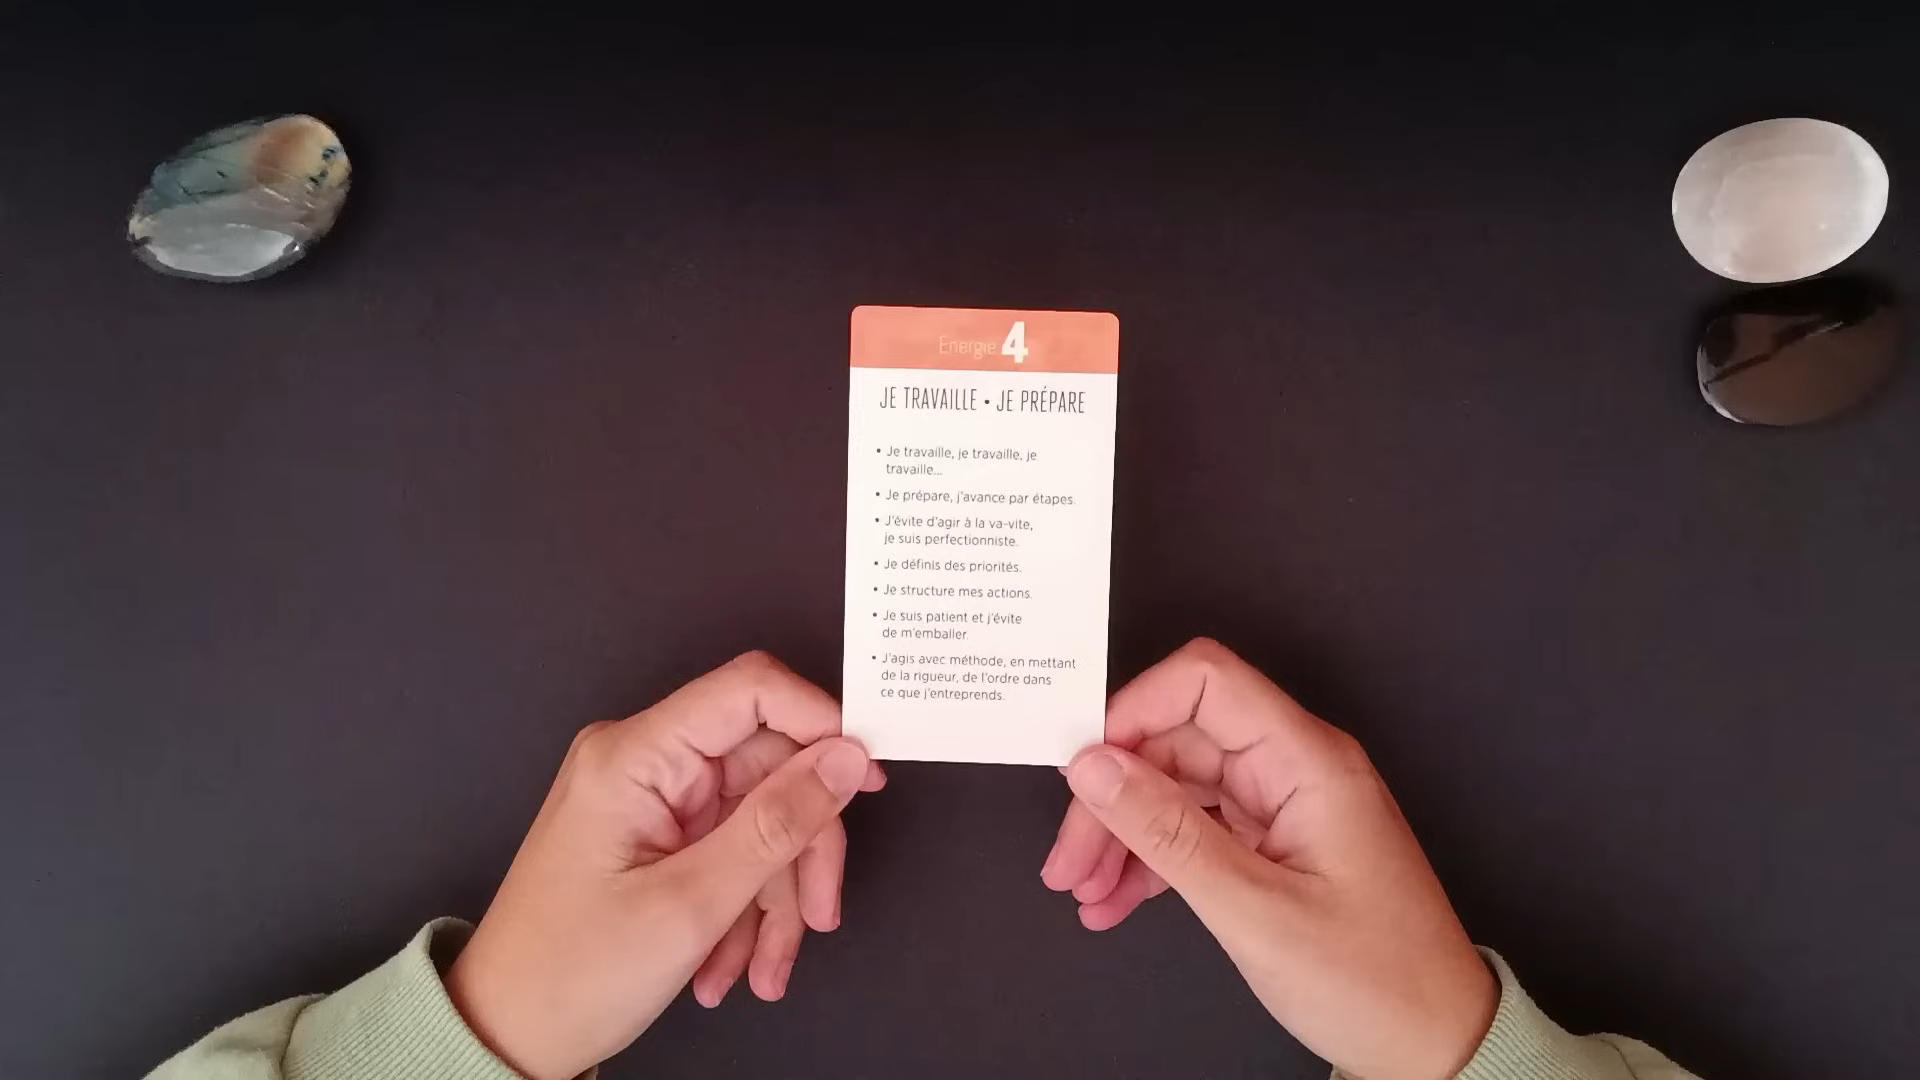 Energie 4
JE TRAVAILLE • JE PRÉPARE
• Je travaille, je travaille, je
travaille...
• Je prépare, j'avance par étapes.
• J'évite d'agir à la va-vite,
je suis perfectionniste.
• Je définis des priorités.
• Je structure mes actions.
• Je suis patient et j'évite
de m'emballer.
• J'agis avec méthode, en mettant
de la rigueur, de l'ordre dans
ce que j'entreprends.